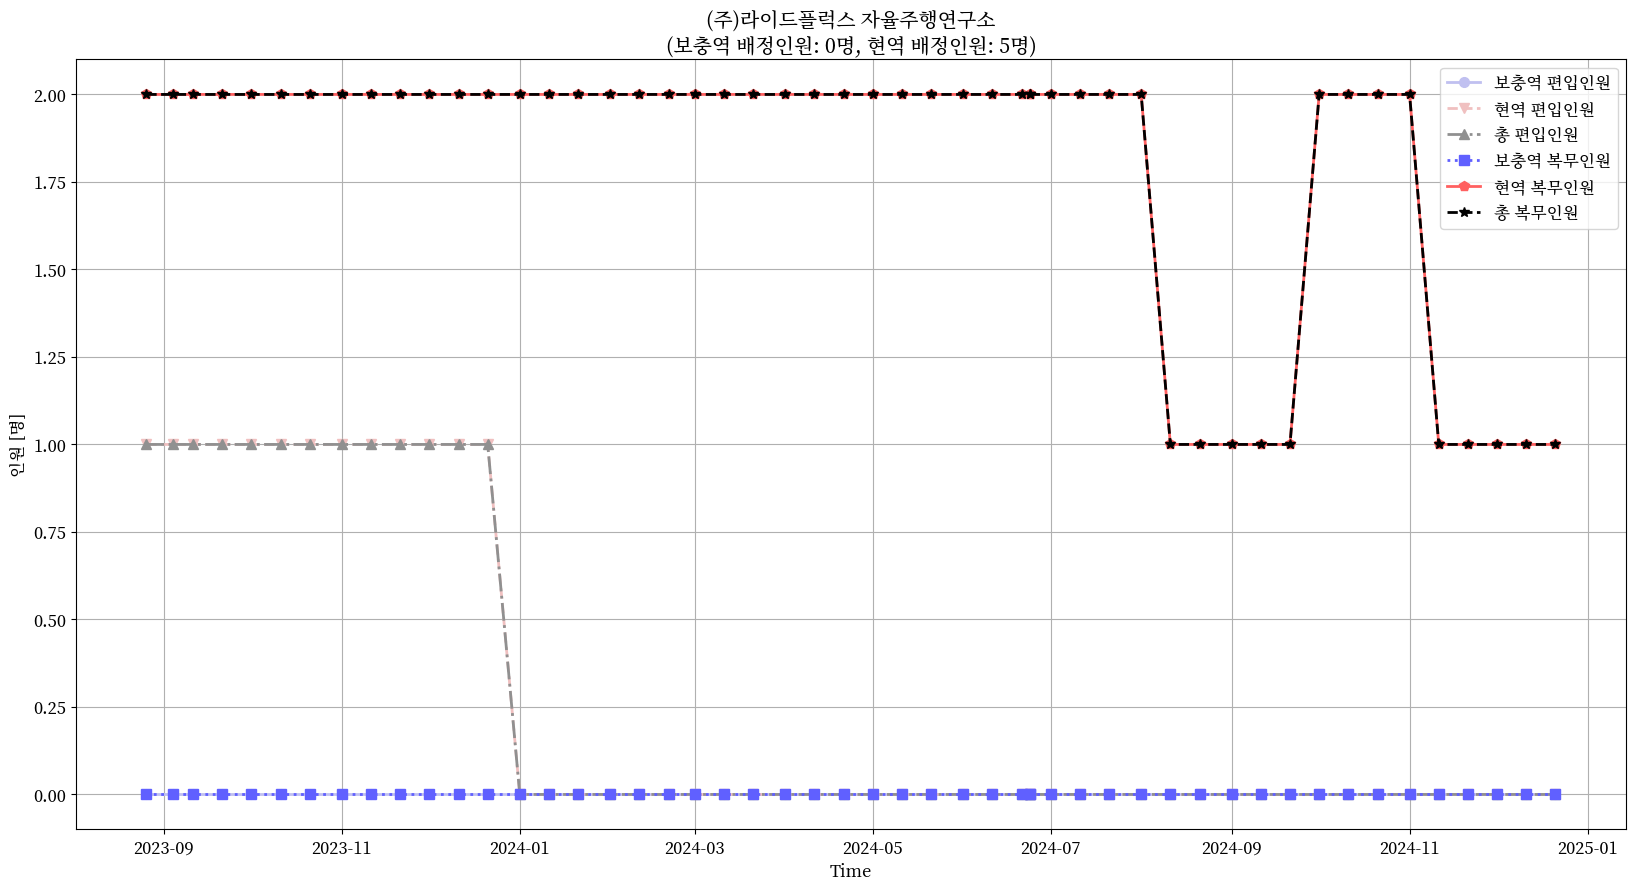 (주)라이드플럭스 자율주행연구소
(보충역 배정인원: 0명, 현역 배정인원: 5명)
보충역 편입인원
현역 편입인원
총 편입인원
보충역 복무인원
현역 복무인원
총 복무인원
2.00
1.75
1.50
1.25
1.00
0.75
0.50
0.25
0.00
인원 [명]
2023-09
2023-11
2024-01
2024-03
2024-05
2024-07
2024-09
2024-11
2025-01
Time